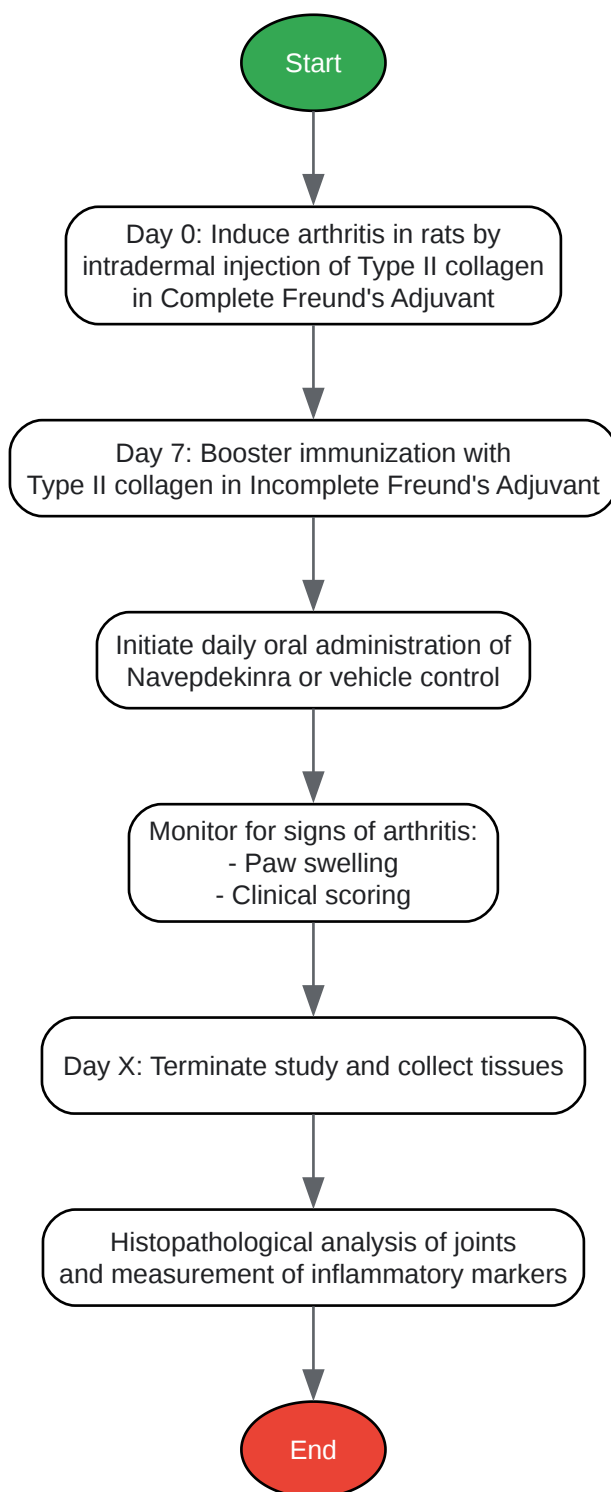 Start
Day 0: Induce arthritis in rats by
intradermal injection of Type II collagen
in Complete Freund's Adjuvant
Day 7: Booster immunization with
Type II collagen in Incomplete Freund's Adjuvant
Initiate daily oral administration of
Navepdekinra or vehicle control
Monitor for signs of arthritis:
- Paw swelling
- Clinical scoring
Day X: Terminate study and collect tissues
Histopathological analysis of joints
and measurement of inflammatory markers
End